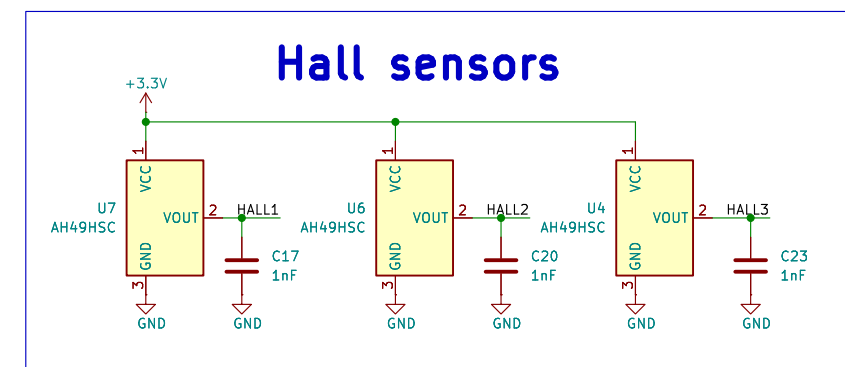 Hall sensors
+3.3V
1
VCC
U7
AH49HSC
VOUT
2
HALL1
GND
3
GND
C17
1nF
GND
1
VCC
U6
AH49HSC
VOUT
2
HALL2
GND
3
GND
C20
1nF
GND
1
VCC
U4
AH49HSC
VOUT
2
HALL3
GND
3
GND
C23
1nF
GND